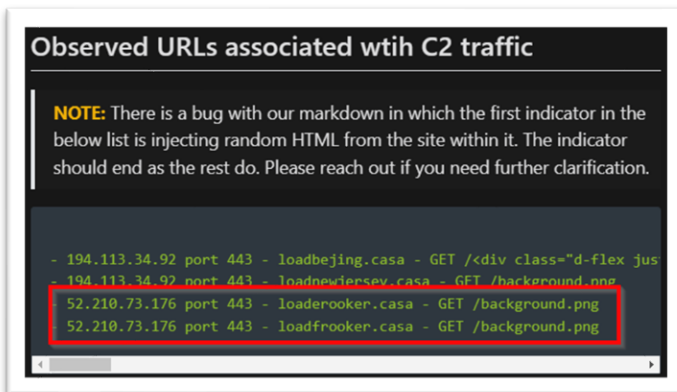 Observed URLs associated wtih C2 traffic
NOTE: There is a bug with our markdown in which the first indicator in the
below list is injecting random HTML from the site within it. The indicator
should end as the rest do. Please reach out if you need further clarification.
- 194.113.34.92 port 443 - loadbejing.casa - GET /<div class="d-flex jus
- 194.113.34.92 port 443 - loadnewjersey.casa - GET /background.png
- 52.210.73.176 port 443 - loaderooker.casa - GET /background.png
- 52.210.73.176 port 443 - loadfrooker.casa - GET /background.png